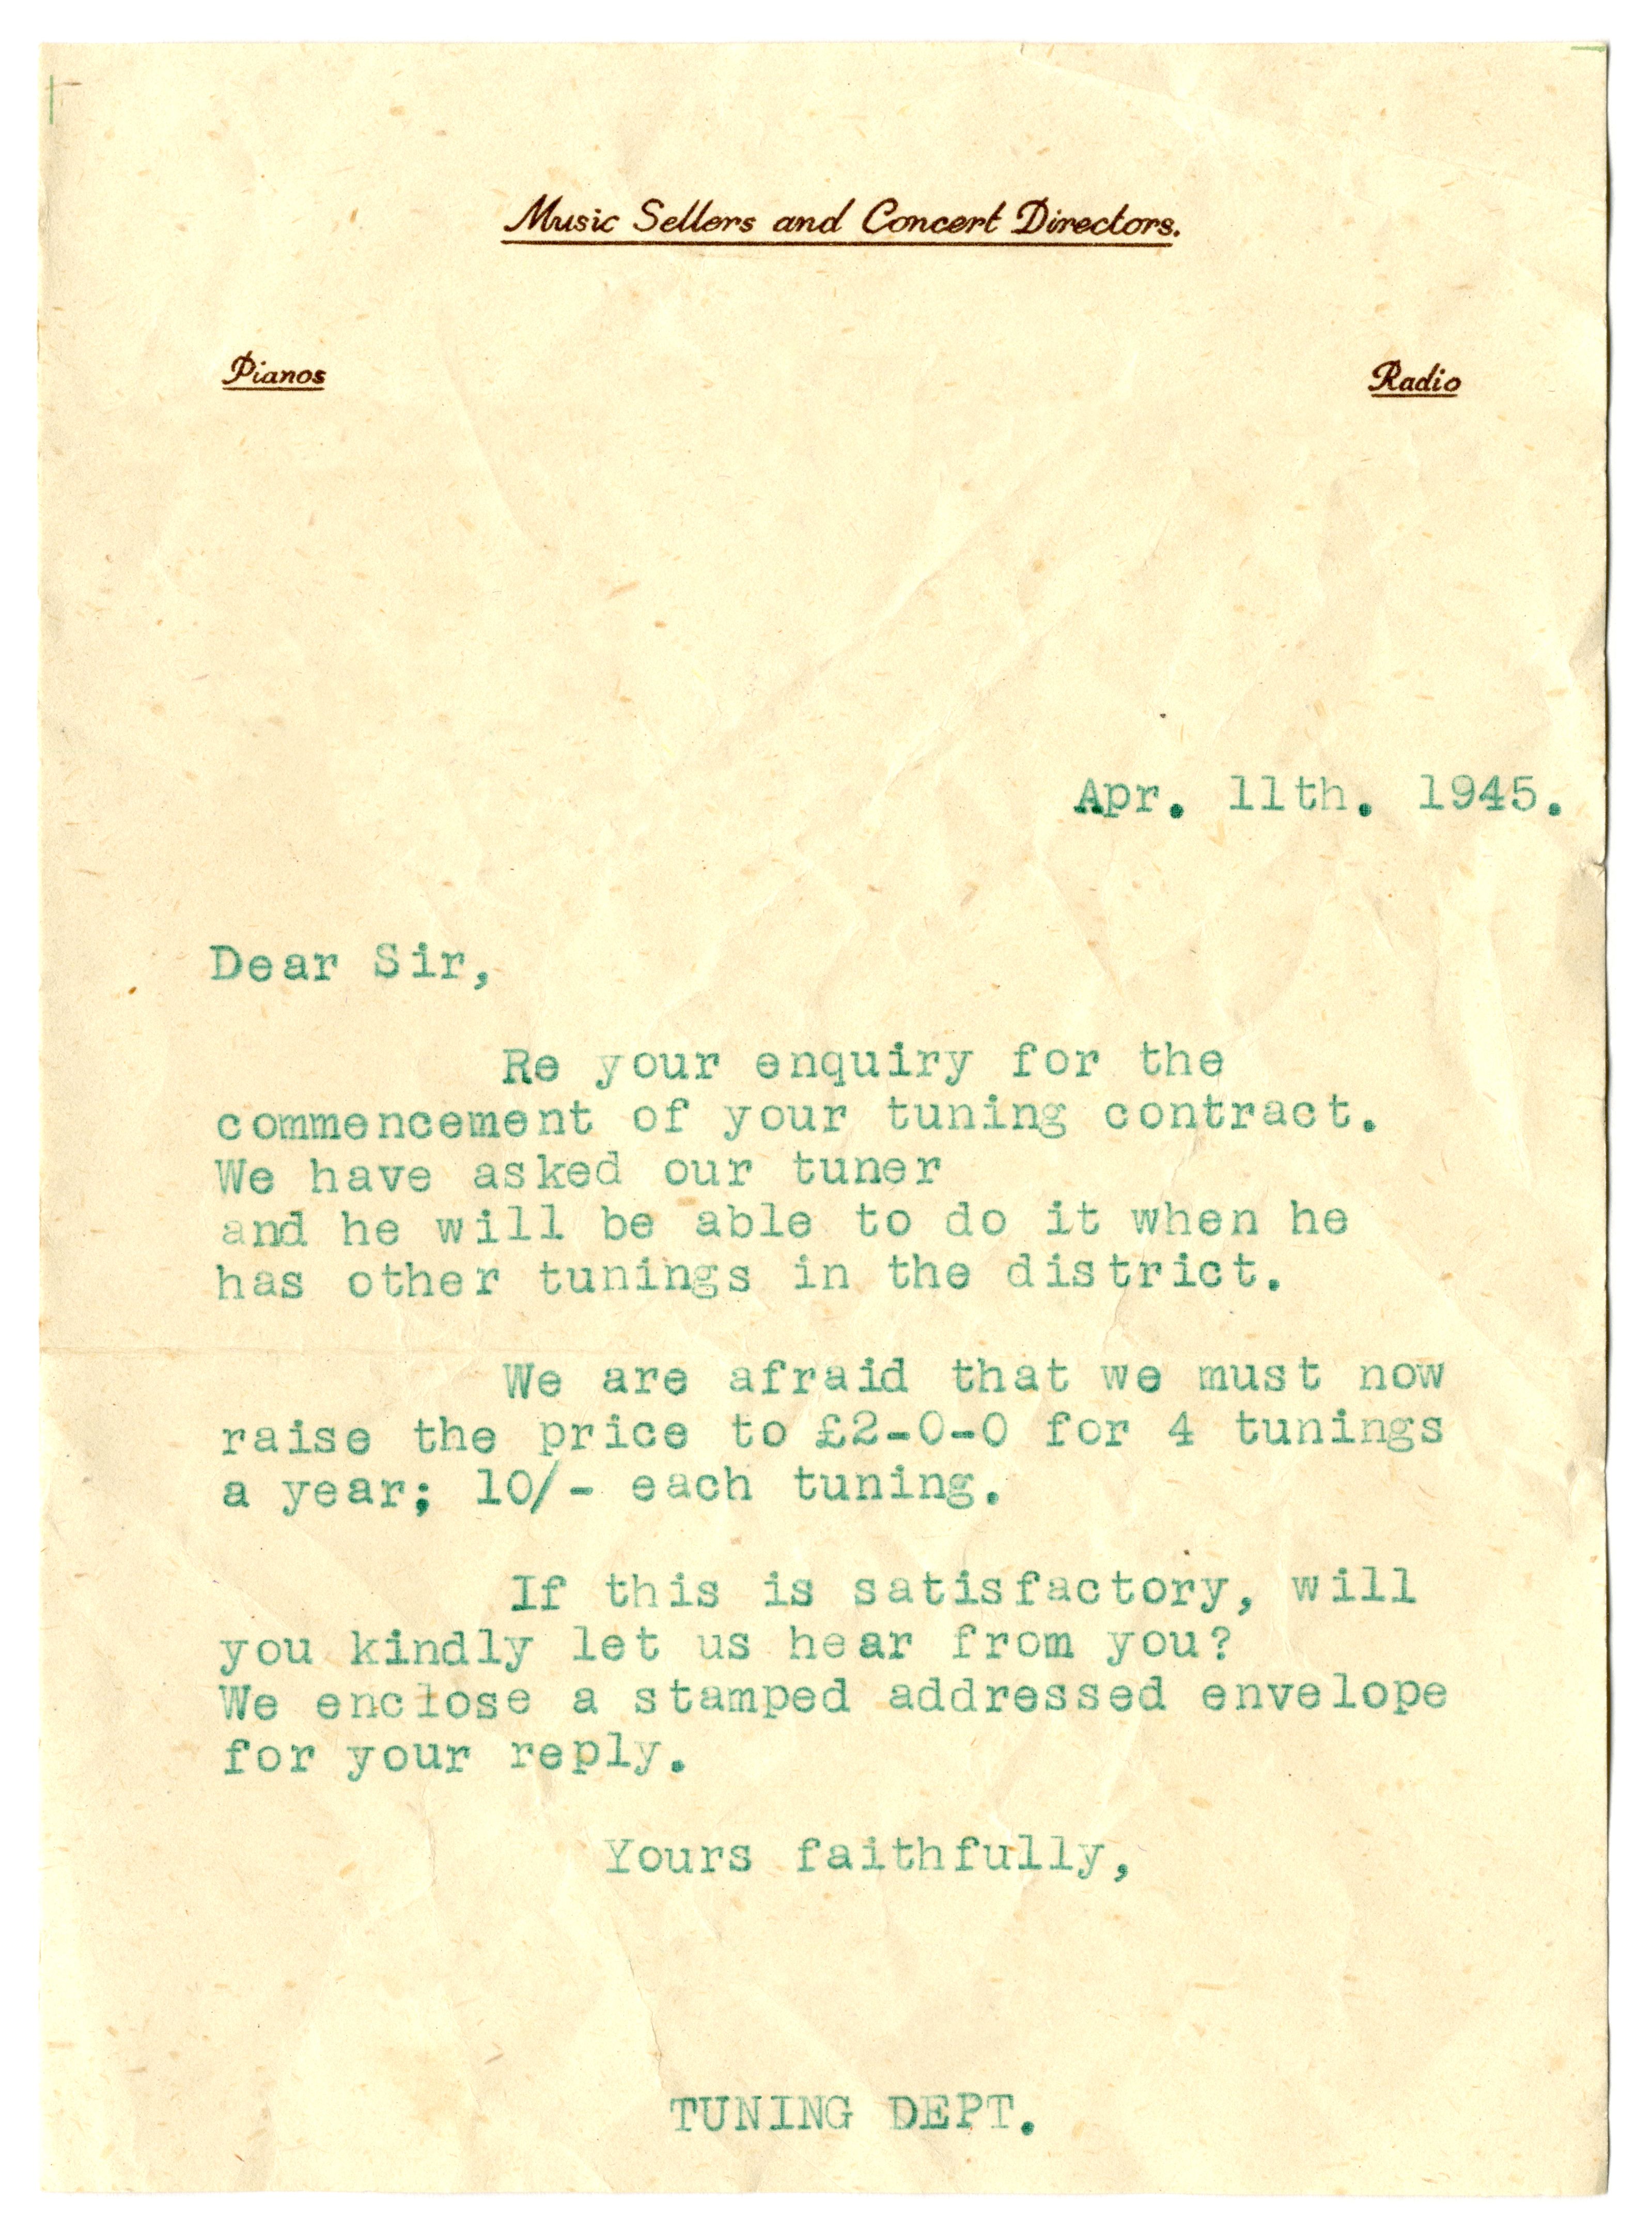 Music Sellers and Concert Directors.
Pianos
Radio
Apr. 11th. 1945.
Dear Sir,
Re your enquiry for the
commencement of your tuning contract.
We have asked our tuner
and he will be able to do it when he
has other tunings in the district.
We are afraid that we must now
raise the price to £2-0-0 for 4 tunings
a year; 10/- each tuning.
If this is satisfactory, will
you kindly let us hear from you?
We enclose a stamped addressed envelope
for your reply.
Yours faithfully,
TUNING DEPT.